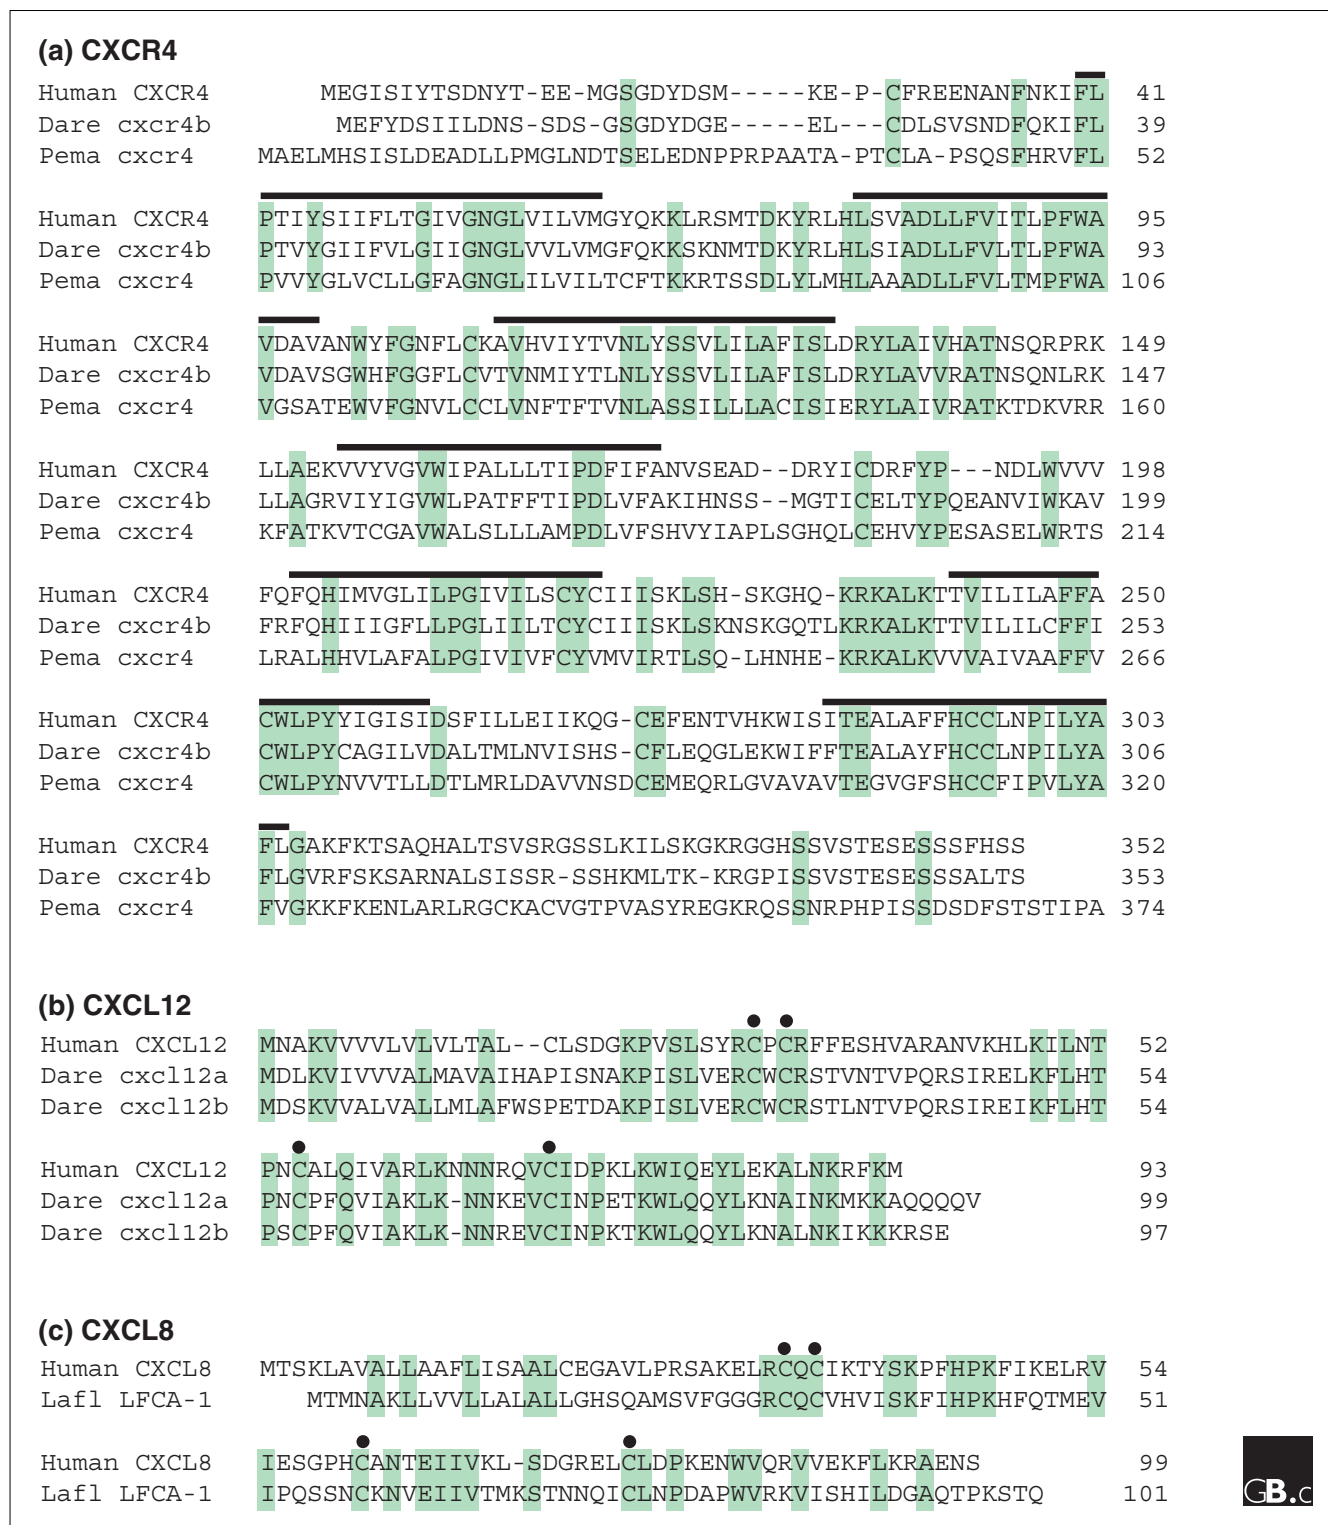 (a) CXCR4
Human CXCR4 MEGISIYTSDNYT-EE-MGSGDYDSM-----KE-P-CFREENANFNKIFL 41
Dare cxcr4b MEFYDSIILDNS-SDS-GSGDYDGE-----EL---CDLSVSNDFQKIFL 39
Pema cxcr4 MAELMHSISLDEADLLPMGLNDTSELEDNPPRPAATA-PTCLA-PSQSFHRVFL 52
Human CXCR4 PTIYSIIFLTGIVGNGLVILVMGYQKKLRSMTDKYRLHLSVADLLFVITLPFWA 95
Dare cxcr4b PTVYGIIFVLGIIGNGLVVLVMGFQKKSKNMTDKYRLHLSIADLLFVLTLPFWA 93
Pema cxcr4 PVVYGLVCLLGFAGNGLILVILTCFTKKRTSSDLYLMHLAAADLLFVLTMPFWA 106
Human CXCR4 VDAVANWYFGNFLCKAVHVIYTVNLYSSVLILAFISLDRYLAIVHATNSQRPRK 149
Dare cxcr4b VDAVSGWHFGGFLCVTVNMIYTLNLYSSVLILAFISLDRYLAVVRATNSQNLRK 147
Pema cxcr4 VGSATEWVFGNVLCCLVNFTFTVNLASSILLLACISIERYLAIVRATKTDKVRR 160
Human CXCR4 LLAEKVVYVGVWIPALLLTIPDFIFANVSEAD--DRYICDRFYP---NDLWVVV 198
Dare cxcr4b LLAGRVIYIGVWLPATFFTIPDLVFAKIHNSS--MGTICELTYPQEANVIWKAV 199
Pema cxcr4 KFATKVTCGAVWALSLLLAMPDLVFSHVYIAPLSGHQLCEHVYPESASELWRTS 214
Human CXCR4 FQFQHIMVGLILPGIVILSCYCIIISKLSH-SKGHQ-KRKALKTTVILILAFFA 250
Dare cxcr4b FRFQHIIIGFLLPGLIILTCYCIIISKLSKNSKGQTLKRKALKTTVILILCFFI 253
Pema cxcr4 LRALHHVLAFALPGIVIVFCYVMVIRTLSQ-LHNHE-KRKALKVVVAIVAAFFV 266
Human CXCR4 CWLPYYIGISIDSFILLEIIKQG-CEFENTVHKWISITEALAFFHCCLNPILYA 303
Dare cxcr4b CWLPYCAGILVDALTMLNVISHS-CFLEQGLEKWIFFTEALAYFHCCLNPILYA 306
Pema cxcr4 CWLPYNVVTLLDTLMRLDAVVNSDCEMEQRLGVAVAVTEGVGFSHCCFIPVLYA 320
Human CXCR4 FLGAKFKTSAQHALTSVSRGSSLKILSKGKRGGHSSVSTESESSSFHSS 352
Dare cxcr4b FLGVRFSKSARNALSISSR-SSHKMLTK-KRGPISSVSTESESSSALTS 353
Pema cxcr4 FVGKKFKENLARLRGCKACVGTPVASYREGKRQSSNRPHPISSDSDFSTSTIPA 374
(b) CXCL12
Human CXCL12 MNAKVVVVLVLVLTAL--CLSDGKPVSLSYRCPCRFFESHVARANVKHLKILNT 52
Dare cxcl12a MDLKVIVVVALMAVAIHAPISNAKPISLVERCWCRSTVNTVPQRSIRELKFLHT 54
Dare cxcl12b MDSKVVALVALLMLAFWSPETDAKPISLVERCWCRSTLNTVPQRSIREIKFLHT 54
Human CXCL12 PNCALQIVARLKNNNRQVCIDPKLKWIQEYLEKALNKRFKM 93
Dare cxcl12a PNCPFQVIAKLK-NNKEVCINPETKWLQQYLKNAINKMKKAQQQQV 99
Dare cxcl12b PSCPFQVIAKLK-NNREVCINPKTKWLQQYLKNALNKIKKKRSE 97
(c) CXCL8
Human CXCL8 MTSKLAVALLAAFLISAALCEGAVLPRSAKELRCQCIKTYSKPFHPKFIKELRV 54
Lafl LFCA-1 MTMNAKLLVVLLALALLGHSQAMSVFGGGRCQCVHVISKFIHPKHFQTMEV 51
Human CXCL8 IESGPHCANTEIIVKL-SDGRELCLDPKENWVQRVVEKFLKRAENS 99
Lafl LFCA-1 IPQSSNCKNVEIIVTMKSTNNQICLNPDAPWVRKVISHILDGAQTPKSTQ 101
GB.c